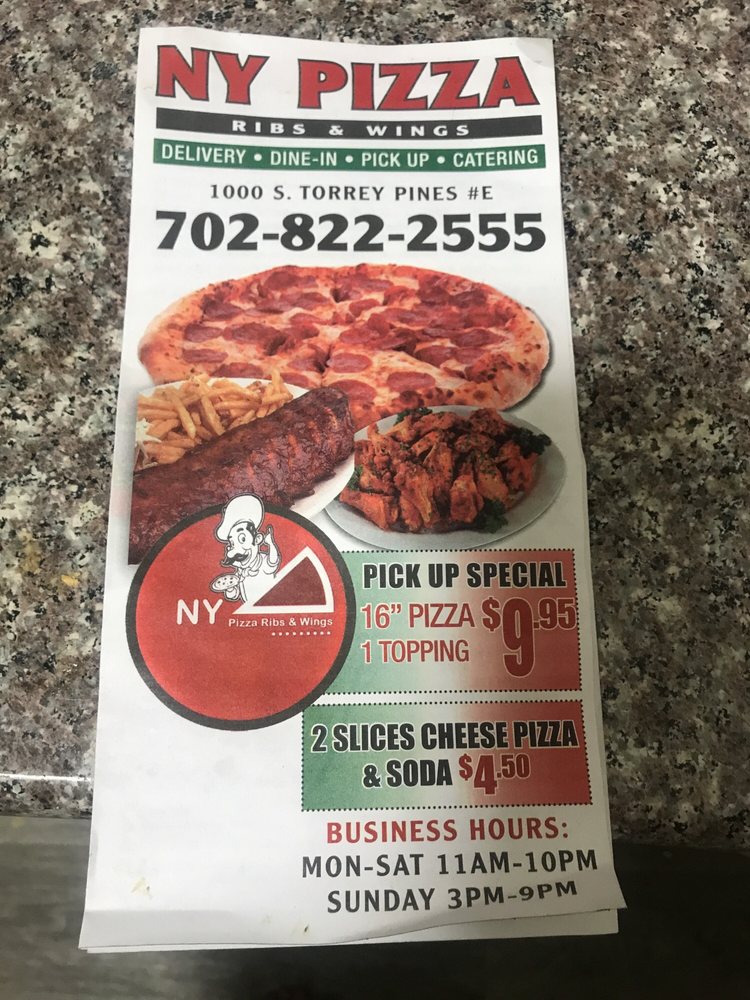 NY PIZZA
RIBS & WINGS
DELIVERY • DINE-IN • PICK UP • CATERING
1000 S. TORREY PINES #E
702-822-2555
NY Pizza Ribs & Wings
PICK UP SPECIAL
16” PIZZA $9.95
1 TOPPING
2 SLICES CHEESE PIZZA
& SODA $4.50
BUSINESS HOURS:
MON-SAT 11AM-10PM
SUNDAY 3PM-9PM